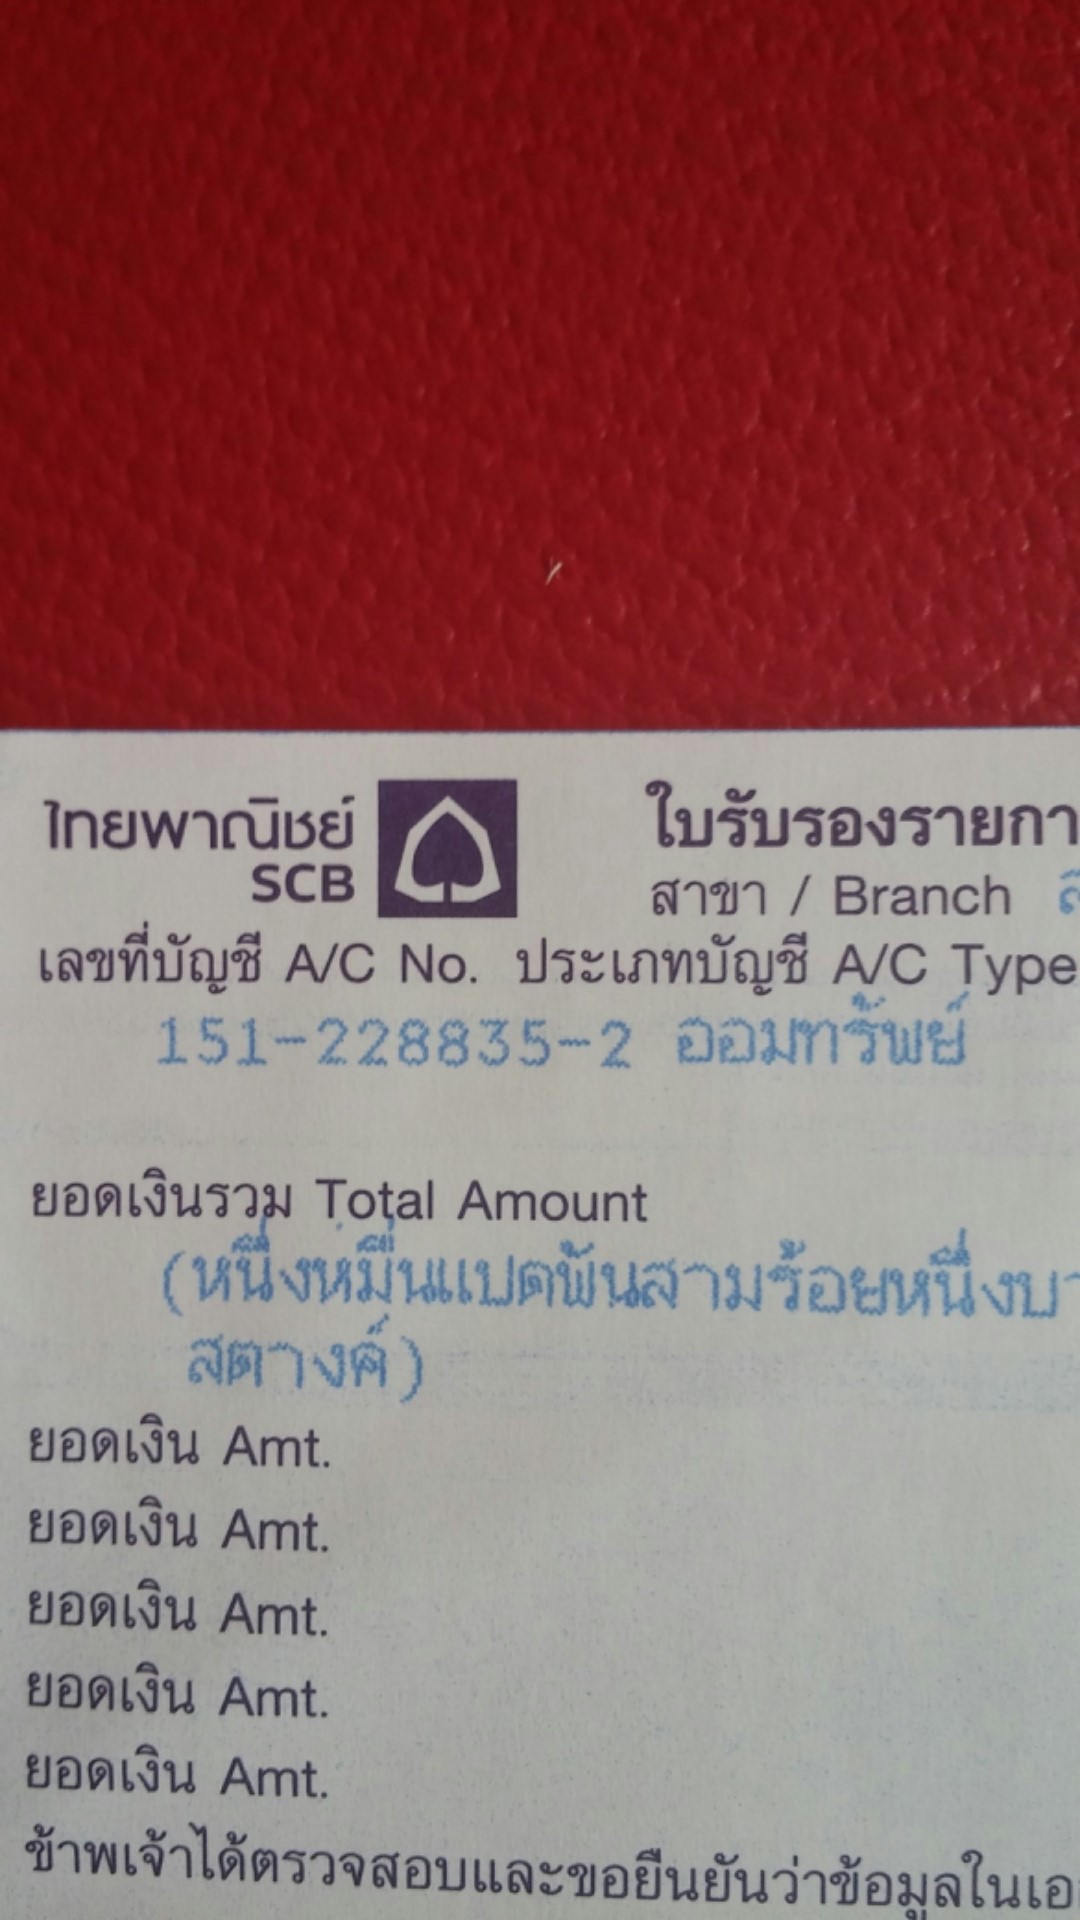 ไทยพาณิชย์
SCB
ใบรับรองรายกา
สาขา / Branch
เลขที่บัญชี A/C No. ประเภทบัญชี A/C Type
151-228835-2 ออมทรัพย์
ยอดเงินรวม Total Amount
(หนึ่งหมื่นแปดพันสามร้อยหนึ่งบา
สตางค์)
ยอดเงิน Amt.
ยอดเงิน Amt.
ยอดเงิน Amt.
ยอดเงิน Amt.
ยอดเงิน Amt.
ข้าพเจ้าได้ตรวจสอบและขอยืนยันว่าข้อมูลในเอ